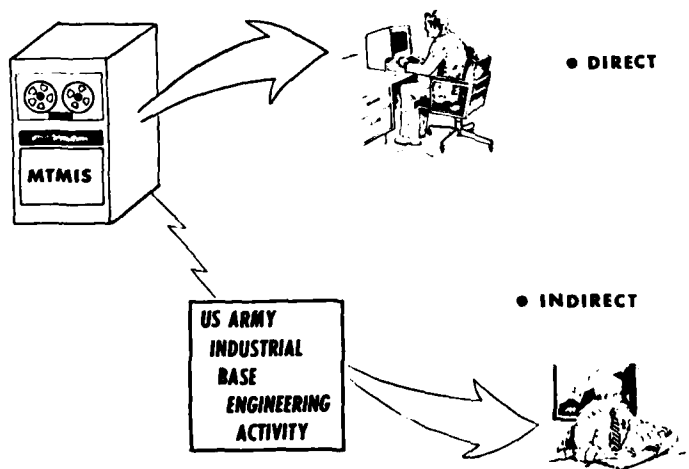 ● DIRECT
MTMIS
● INDIRECT
US ARMY
INDUSTRIAL
BASE
ENGINEERING
ACTIVITY